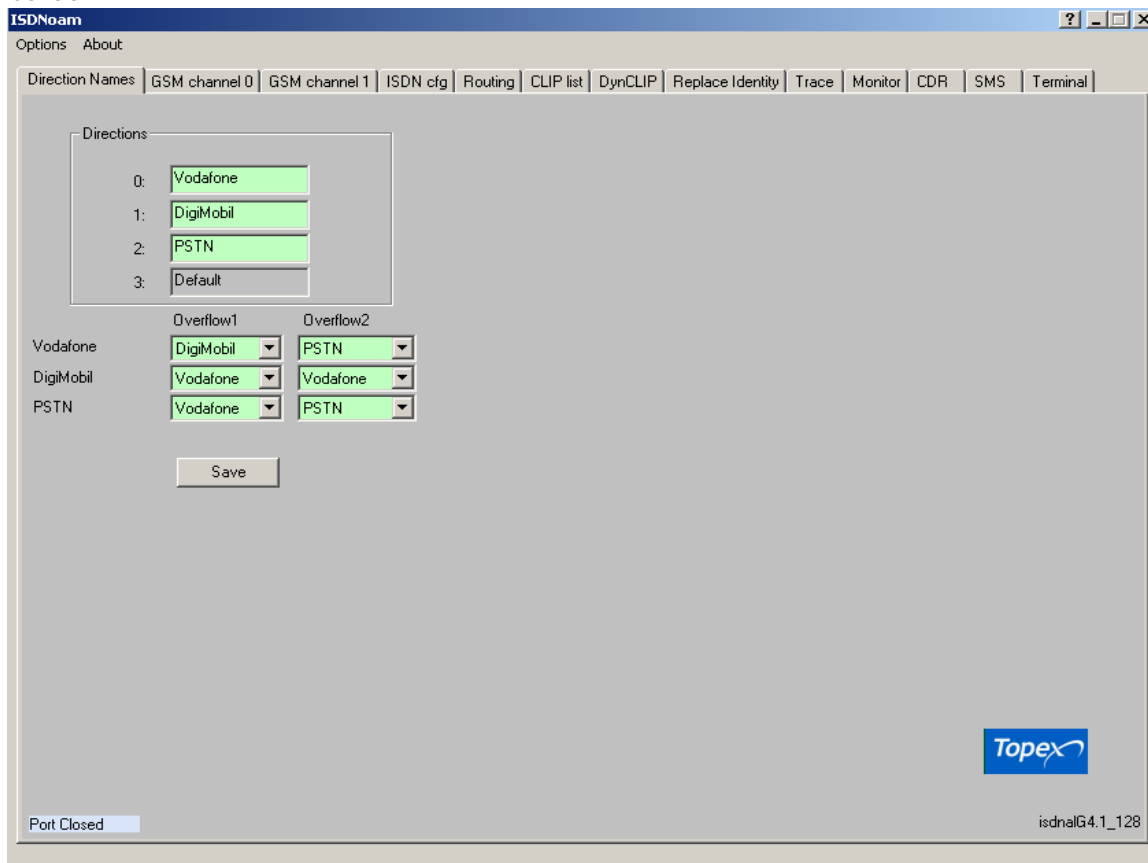 ISDNoam
Options About
Direction Names GSM channel 0 GSM channel 1 ISDN cfg Routing CLIP list DynCLIP Replace Identity Trace Monitor CDR SMS Terminal
Directions
0: Vodafone
1: DigiMobil
2: PSTN
3: Default
Overflow1 Overflow2
Vodafone DigiMobil PSTN
DigiMobil Vodafone Vodafone
PSTN Vodafone PSTN
Save
Topex
Port Closed isdnalG4.1_128